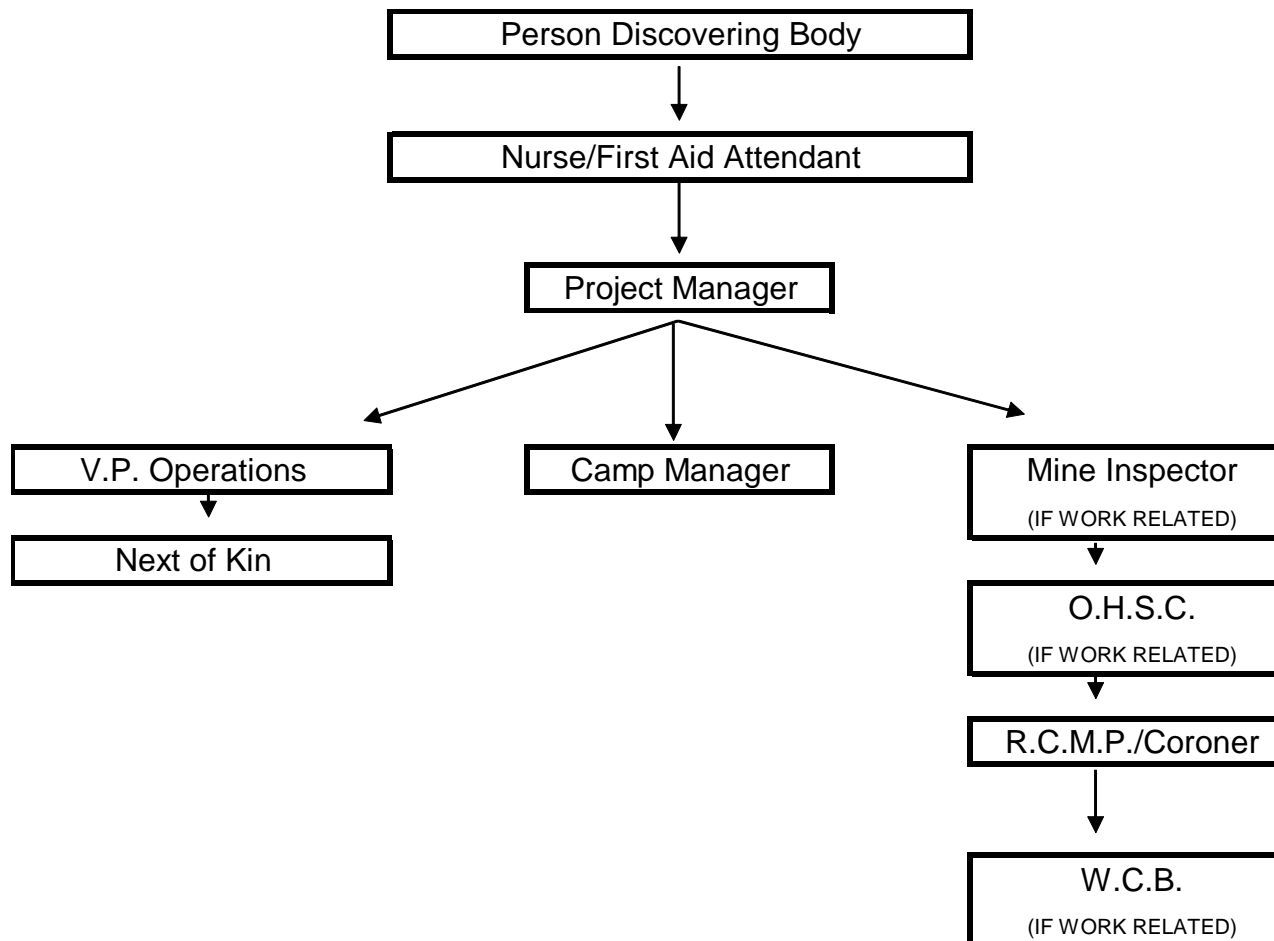 Person Discovering Body
Nurse/First Aid Attendant
Project Manager
V.P. Operations
Camp Manager
Mine Inspector
(IF WORK RELATED)
Next of Kin
O.H.S.C.
(IF WORK RELATED)
R.C.M.P./Coroner
W.C.B.
(IF WORK RELATED)